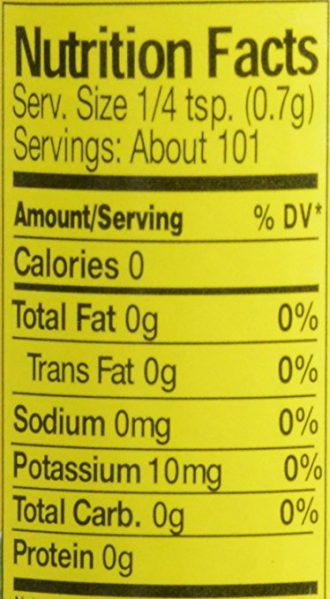 Nutrition Facts
Serv. Size 1/4 tsp. (0.7g)
Servings: About 101
Amount/Serving % DV*
Calories 0
Total Fat 0g 0%
Trans Fat 0g 0%
Sodium 0mg 0%
Potassium 10mg 0%
Total Carb. 0g 0%
Protein 0g